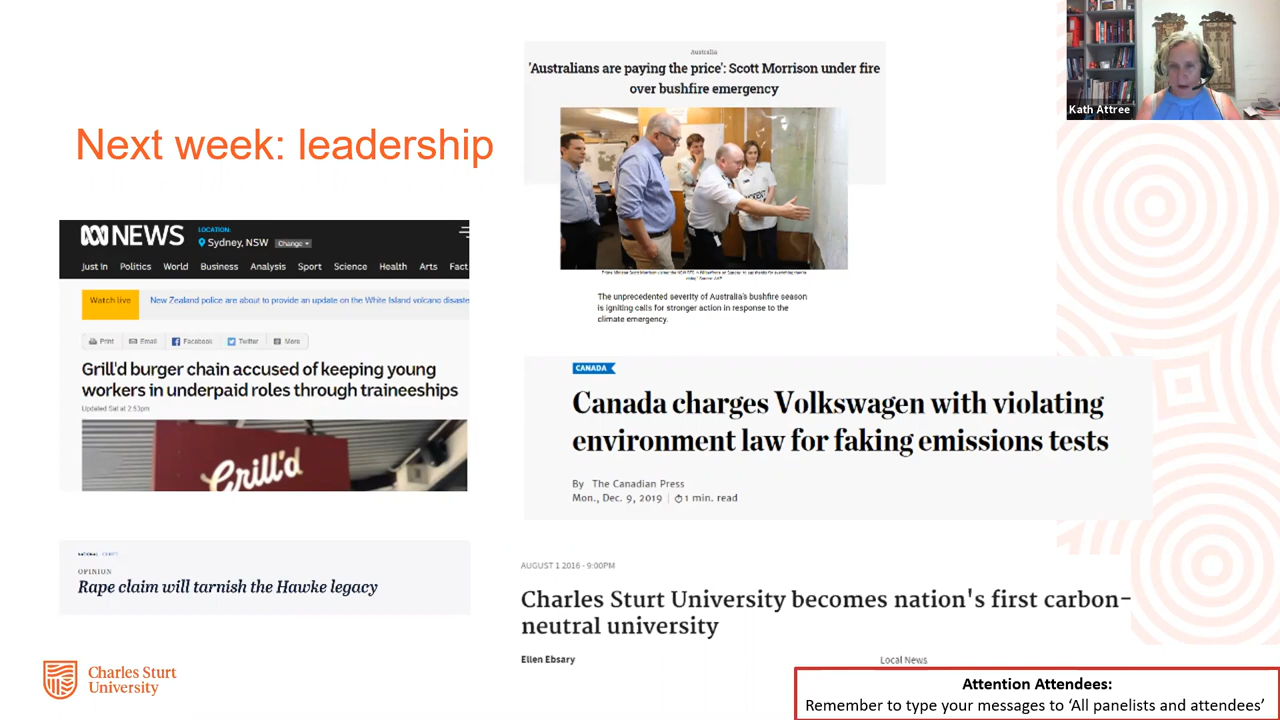 Next week: leadership
Australia
'Australians are paying the price': Scott Morrison under fire
over bushfire emergency
The unprecedented severity of Australia's bushfire season
is igniting calls for stronger action in response to the
climate emergency.
Kath Attree
NEWS
LOCATION:
Sydney, NSW
Change
Just In Politics World Business Analysis Sport Science Health Arts Fact
Watch live
New Zealand police are about to provide an update on the White Island volcano disaste
Print Email Facebook Twitter More
Grill'd burger chain accused of keeping young
workers in underpaid roles through traineeships
Updated Sat at 2:53pm
Grill'd
CANADA
Canada charges Volkswagen with violating
environment law for faking emissions tests
By The Canadian Press
Mon., Dec. 9, 2019 1 min. read
OPINION
Rape claim will tarnish the Hawke legacy
AUGUST 1 2016 - 9:00PM
Charles Sturt University becomes nation's first carbon-
neutral university
Ellen Ebsary
Local News
Charles Sturt
University
Attention Attendees:
Remember to type your messages to ‘All panelists and attendees’